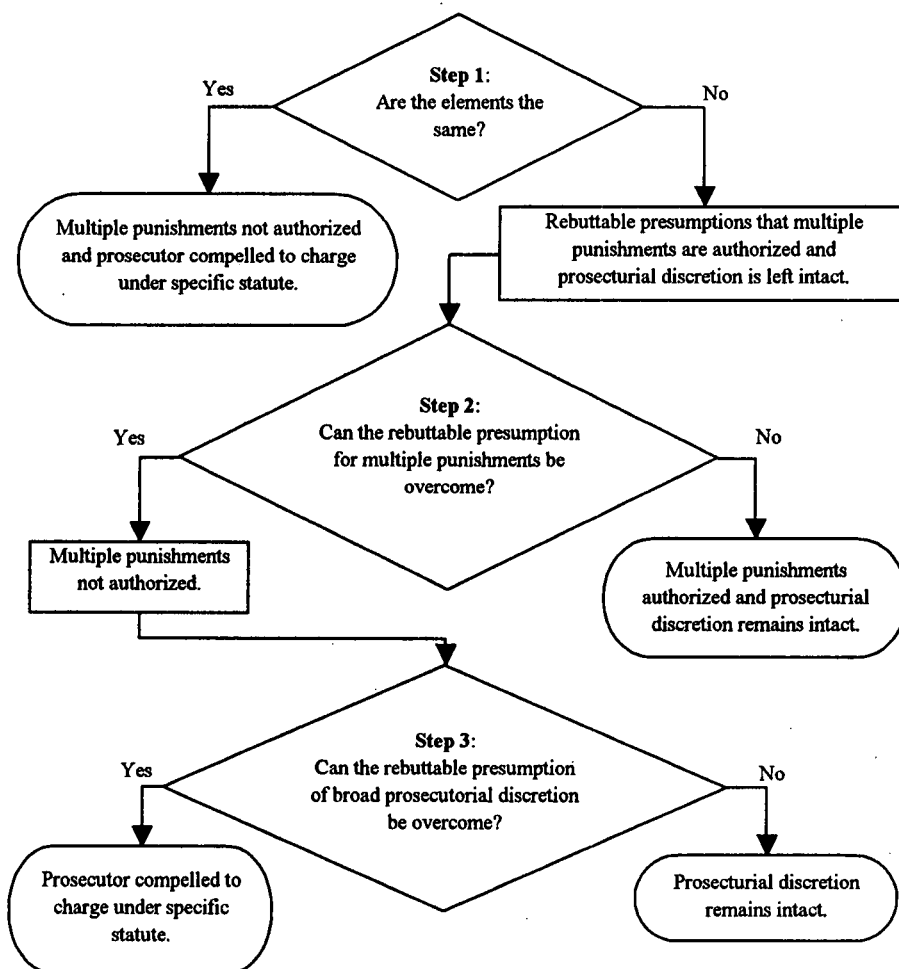 Step 1:
Are the elements the
same?
Yes
No
Multiple punishments not authorized
and prosecutor compelled to charge
under specific statute.
Rebuttable presumptions that multiple
punishments are authorized and
prosecturial discretion is left intact.
Step 2:
Can the rebuttable presumption
for multiple punishments be
overcome?
Yes
No
Multiple punishments
not authorized.
Multiple punishments
authorized and prosecturial
discretion remains intact.
Step 3:
Can the rebuttable presumption
of broad prosecutorial discretion
be overcome?
Yes
No
Prosecutor compelled to
charge under specific
statute.
Prosecturial discretion
remains intact.